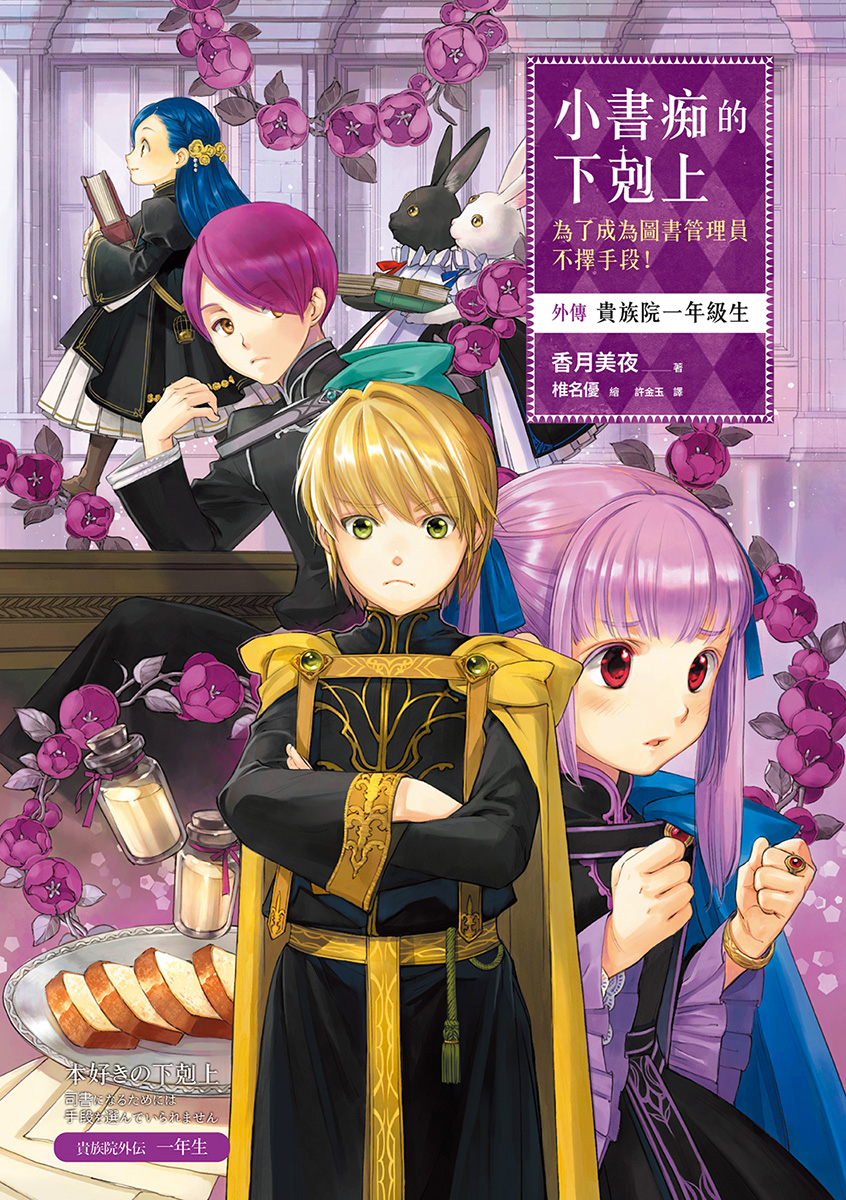 小書痴的
下剋上
為了成為圖書管理員
不擇手段！
外傳 貴族院一年級生
香月美夜 著
椎名優 繪 許金玉 譯
本好きの下剋上
司書になるためには
手段を選んでいられません
貴族院外伝 一年生